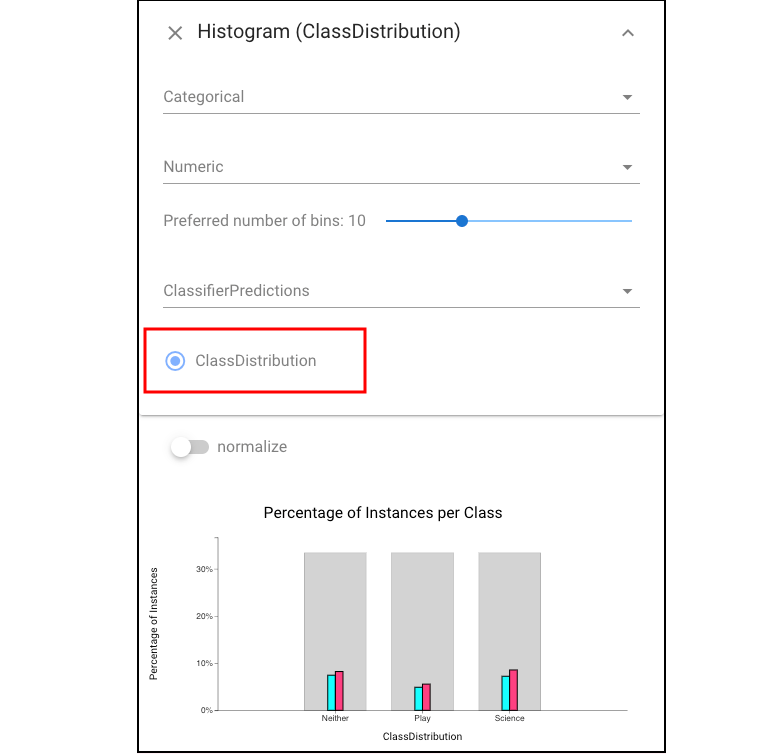 Histogram (ClassDistribution)
Categorical
Numeric
Preferred number of bins: 10
ClassifierPredictions
ClassDistribution
normalize
Percentage of Instances per Class
Percentage of Instances
30%
20%
10%
0%
Neither Play Science
ClassDistribution